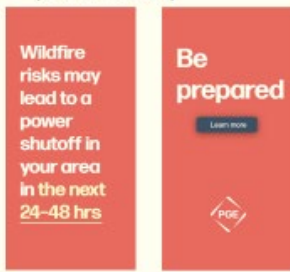 Wildfire
risks may
lead to a
power
shutoff in
your area
in the next
24–48 hrs
Be
prepared
Learn more
PGE